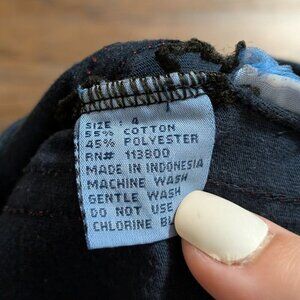 SIZE: 4
55% COTTON
45% POLYESTER
RN# 113800
MADE IN INDONESIA
MACHINE WASH
GENTLE WASH
DO NOT USE
CHLORINE